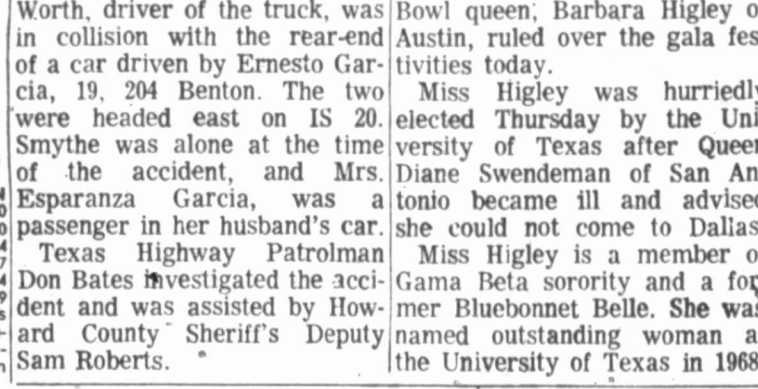 Worth, driver of the truck, was
in collision with the rear-end
of a car driven by Ernesto Gar-
cia, 19, 204 Benton. The two
were headed east on IS 20.
Smythe was alone at the time
of the accident, and Mrs.
Esparanza Garcia, was a
passenger in her husband's car.
Texas Highway Patrolman
Don Bates investigated the acci-
dent and was assisted by How-
ard County Sheriff's Deputy
Sam Roberts.
Bowl queen, Barbara Higley o
Austin, ruled over the gala fes
tivities today.
Miss Higley was hurriedly
elected Thursday by the Uni
versity of Texas after Queen
Diane Swendeman of San An
tonio became ill and advised
she could not come to Dallas
Miss Higley is a member o
Gama Beta sorority and a for
mer Bluebonnet Belle. She was
named outstanding woman a
the University of Texas in 1968